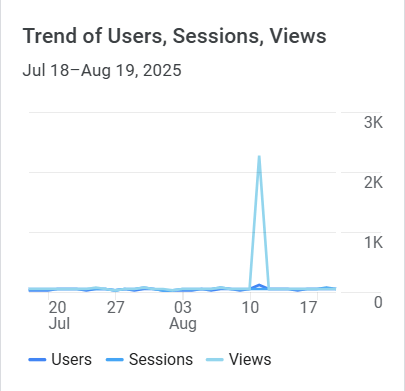 Trend of Users, Sessions, Views
Jul 18–Aug 19, 2025
3K
2K
1K
0
20 27 03 10 17
Jul Aug
Users Sessions Views